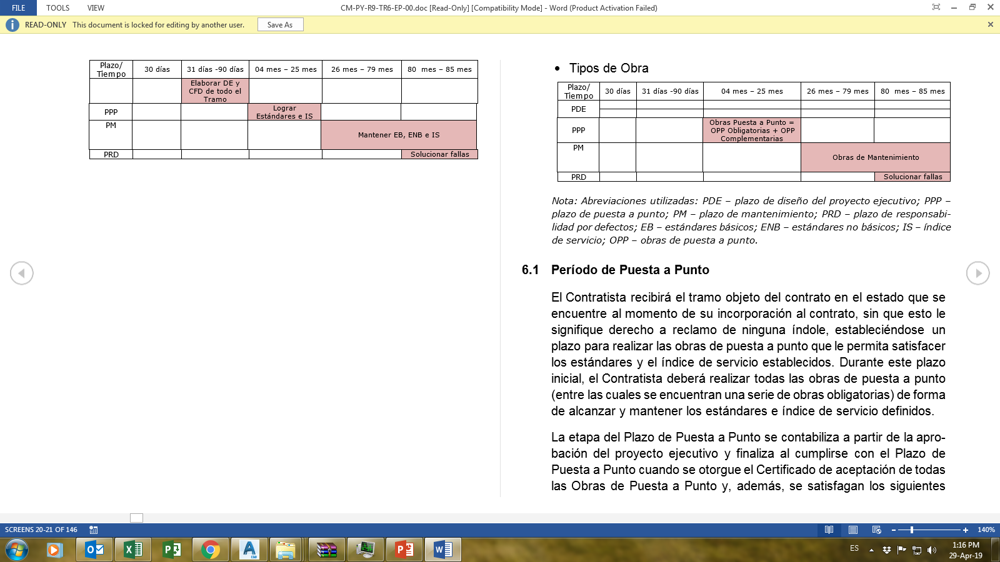 FILE TOOLS VIEW CM-PY-R9-TR6-EP-00.doc [Read-Only] [Compatibility Mode] - Word (Product Activation Failed)
READ-ONLY This document is locked for editing by another user. Save As
Plazo/ Tiempo 30 días 31 días -90 días 04 mes – 25 mes 26 mes – 79 mes 80 mes – 85 mes
Elaborar DE y
CFD de todo el
Tramo
PPP Lograr
Estándares e IS
PM Mantener EB, ENB e IS
PRD Solucionar fallas
• Tipos de Obra
Plazo/ Tiempo 30 días 31 días -90 días 04 mes – 25 mes 26 mes – 79 mes 80 mes – 85 mes
PDE
PPP Obras Puesta a Punto =
OPP Obligatorias + OPP
Complementarias
PM Obras de Mantenimiento
PRD Solucionar fallas
Nota: Abreviaciones utilizadas: PDE – plazo de diseño del proyecto ejecutivo; PPP –
plazo de puesta a punto; PM – plazo de mantenimiento; PRD – plazo de responsabi-
lidad por defectos; EB – estándares básicos; ENB – estándares no básicos; IS – índice
de servicio; OPP – obras de puesta a punto.
6.1 Período de Puesta a Punto
El Contratista recibirá el tramo objeto del contrato en el estado que se
encuentre al momento de su incorporación al contrato, sin que esto le
signifique derecho a reclamo de ninguna índole, estableciéndose un
plazo para realizar las obras de puesta a punto que le permita satisfacer
los estándares y el índice de servicio establecidos. Durante este plazo
inicial, el Contratista deberá realizar todas las obras de puesta a punto
(entre las cuales se encuentran una serie de obras obligatorias) de forma
de alcanzar y mantener los estándares e índice de servicio definidos.
La etapa del Plazo de Puesta a Punto se contabiliza a partir de la apro-
bación del proyecto ejecutivo y finaliza al cumplirse con el Plazo de
Puesta a Punto cuando se otorgue el Certificado de aceptación de todas
las Obras de Puesta a Punto y, además, se satisfagan los siguientes
SCREENS 20-21 OF 146 140%
ES 1:16 PM
29-Apr-19